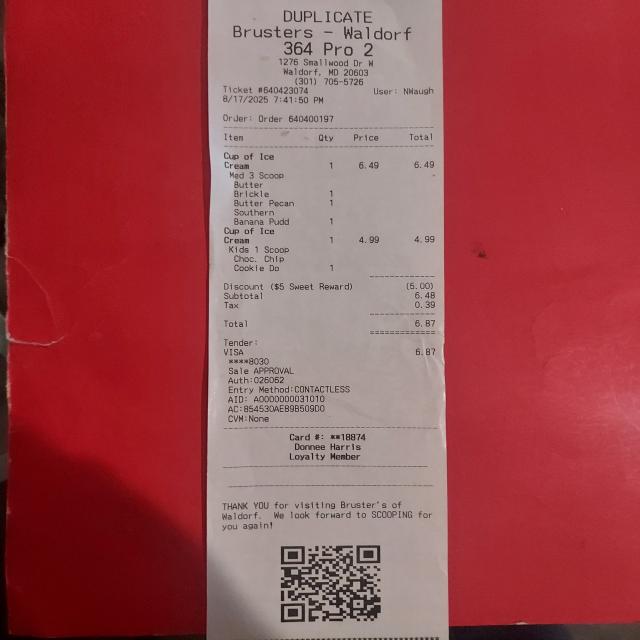 DUPLICATE
Brusters - Waldorf
364 Pro 2
1276 Smallwood Dr W
Waldorf, MD 20603
(301) 705-5726
Ticket #640423074 User: NWaugh
8/17/2025 7:41:50 PM
Order: Order 640400197
Item Qty Price Total
Cup of Ice
Cream 1 6.49 6.49
Med 3 Scoop
Butter
Brickle 1
Butter Pecan 1
Southern
Banana Pudd 1
Cup of Ice
Cream 1 4.99 4.99
Kids 1 Scoop
Choc. Chip
Cookie Do 1
Discount ($5 Sweet Reward) (5.00)
Subtotal 6.48
Tax 0.39
Total 6.87
Tender:
VISA 6.87
****8030
Sale APPROVAL
Auth:026062
Entry Method:CONTACTLESS
AID: A0000000031010
AC:854530AEB9B509D0
CVM:None
Card #: **18874
Donnee Harris
Loyalty Member
THANK YOU for visiting Bruster's of
Waldorf. We look forward to SCOOPING for
you again!